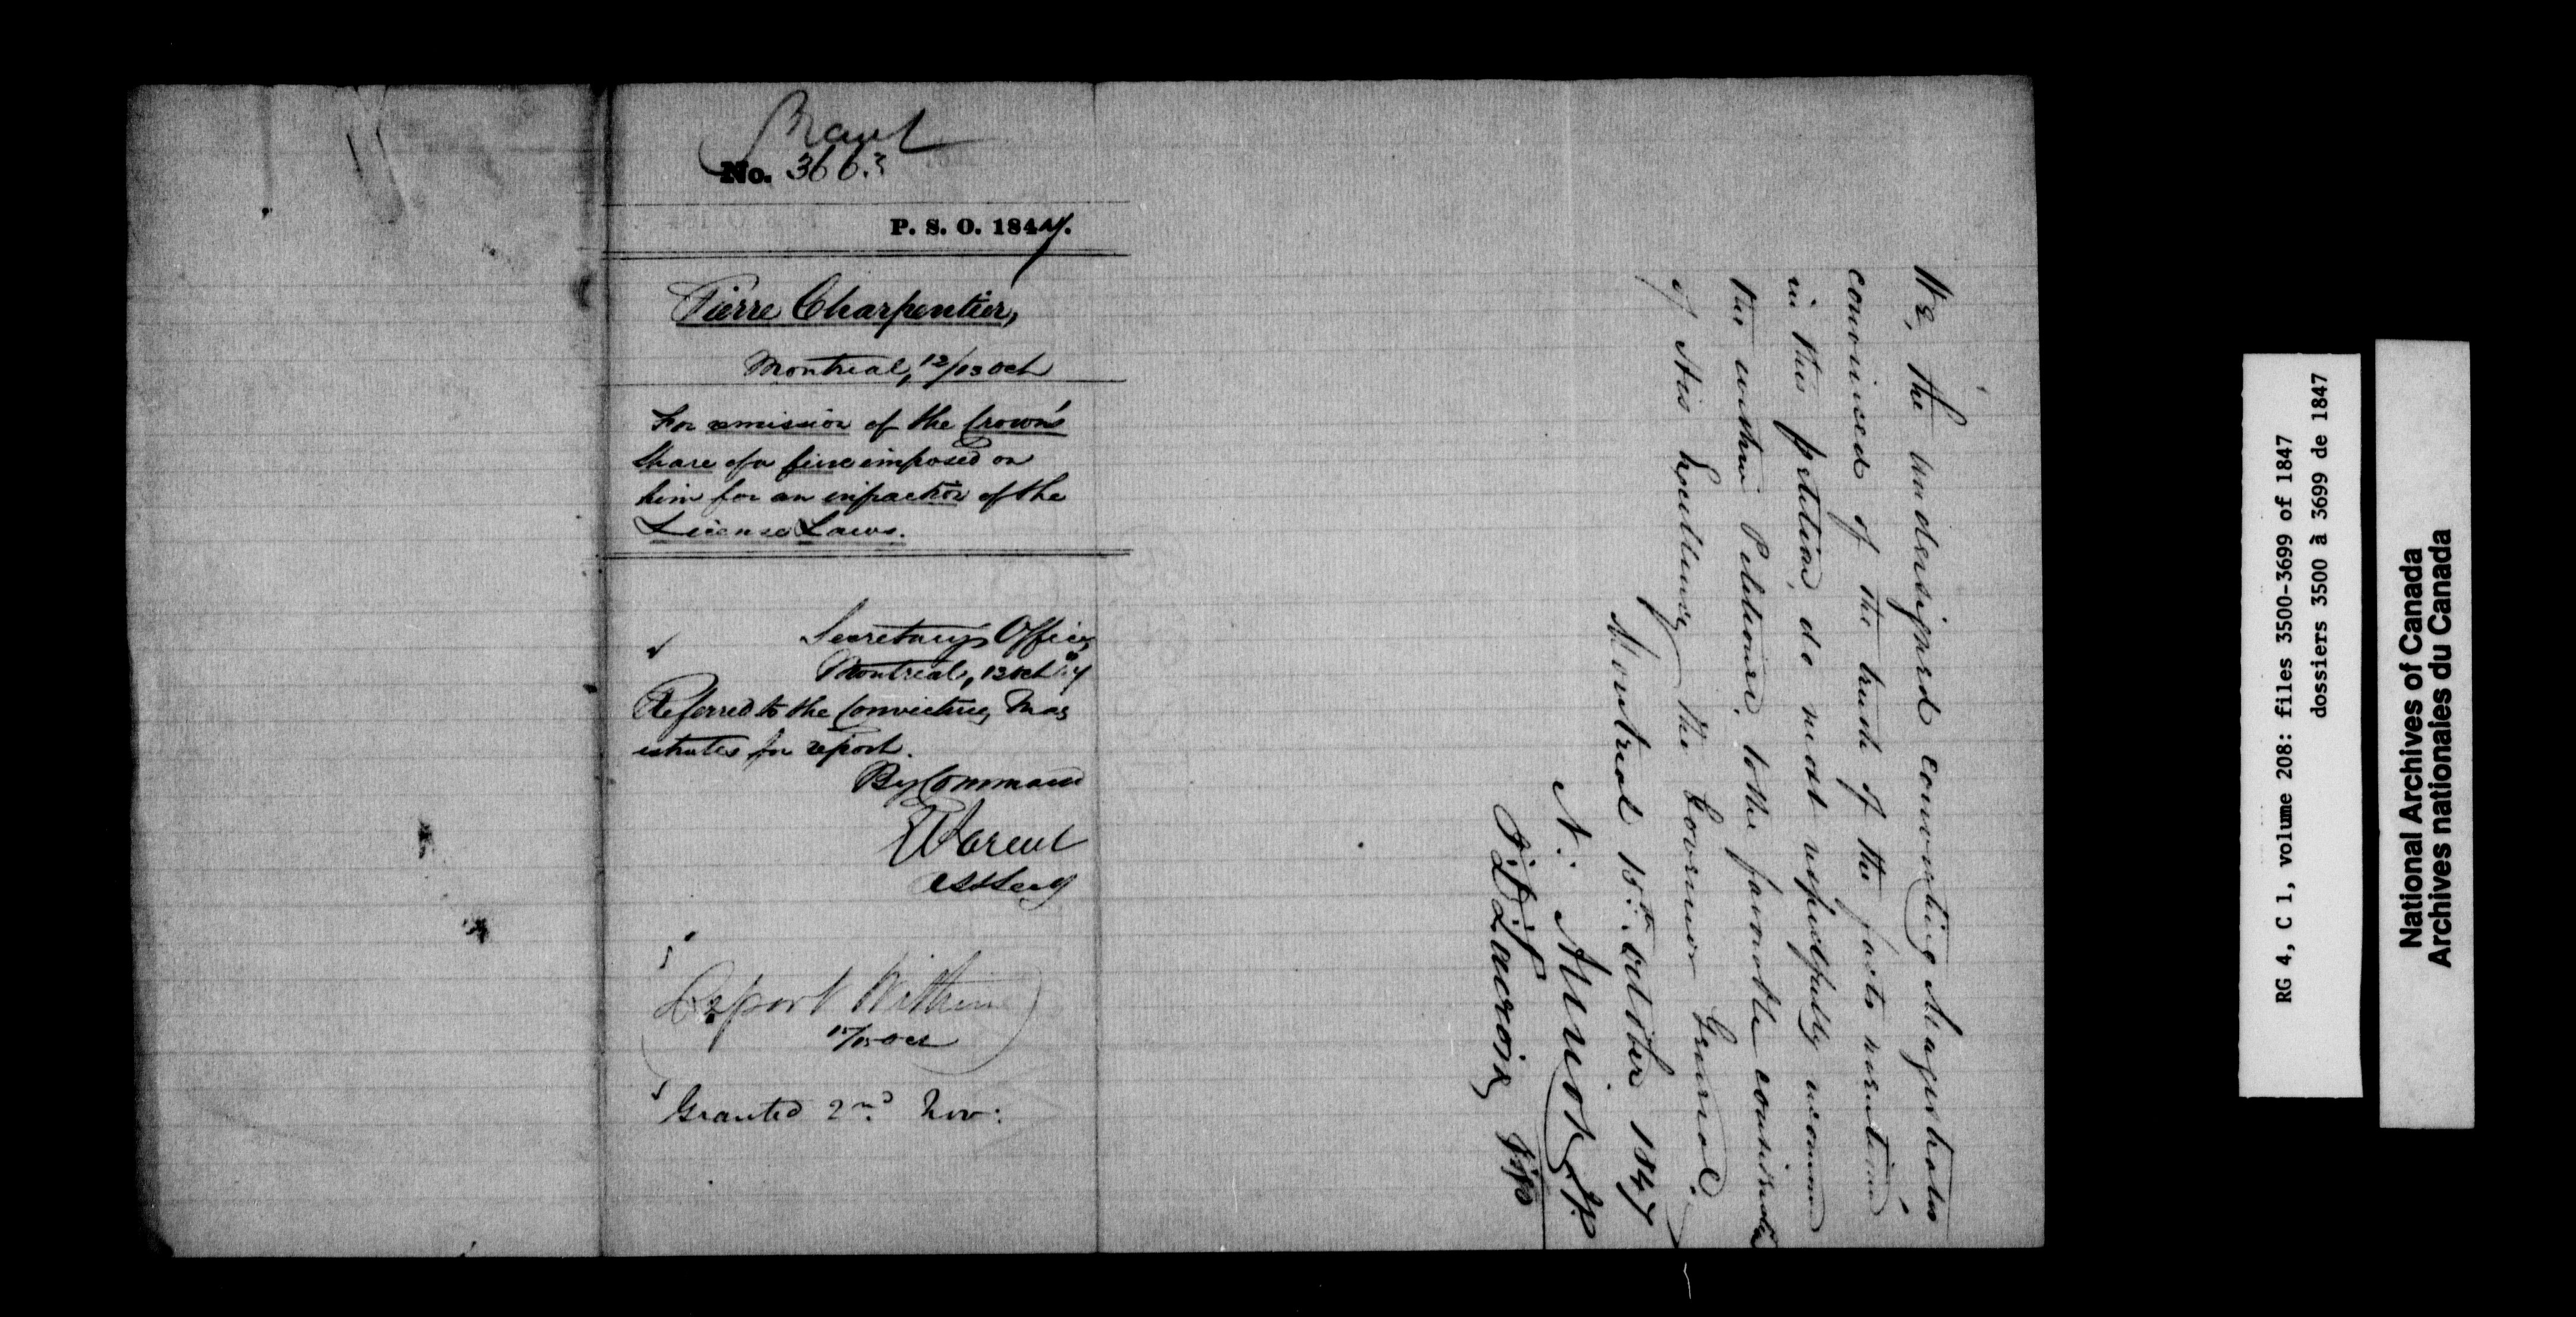 No. 3663
P. S. O. 1847.
Pierre Charpentier,
Montreal, 12/13 Oct
For remission of the Crown's
share of a fine imposed on
him for an infraction of the
License Laws.
Secretary's Office
Montreal, 13 Oct 47
Referred to the Convicting Mag
istrates for report.
By Command
E Parent
Asst Secy
Report Within
15 Oct
Granted 2nd Nov:
We, the undersigned convicting Magistrates
convinced of the truth of the facts
in this petition, do most respectfully recommend
the within Petitioner, to the favorable consideration
of His Excellency the Governor General.
Montreal 15th October 1847
J. P.
Lacroix J.P.
RG 4, C 1, volume 208: files 3500-3699 of 1847
dossiers 3500 à 3699 de 1847
National Archives of Canada
Archives nationales du Canada